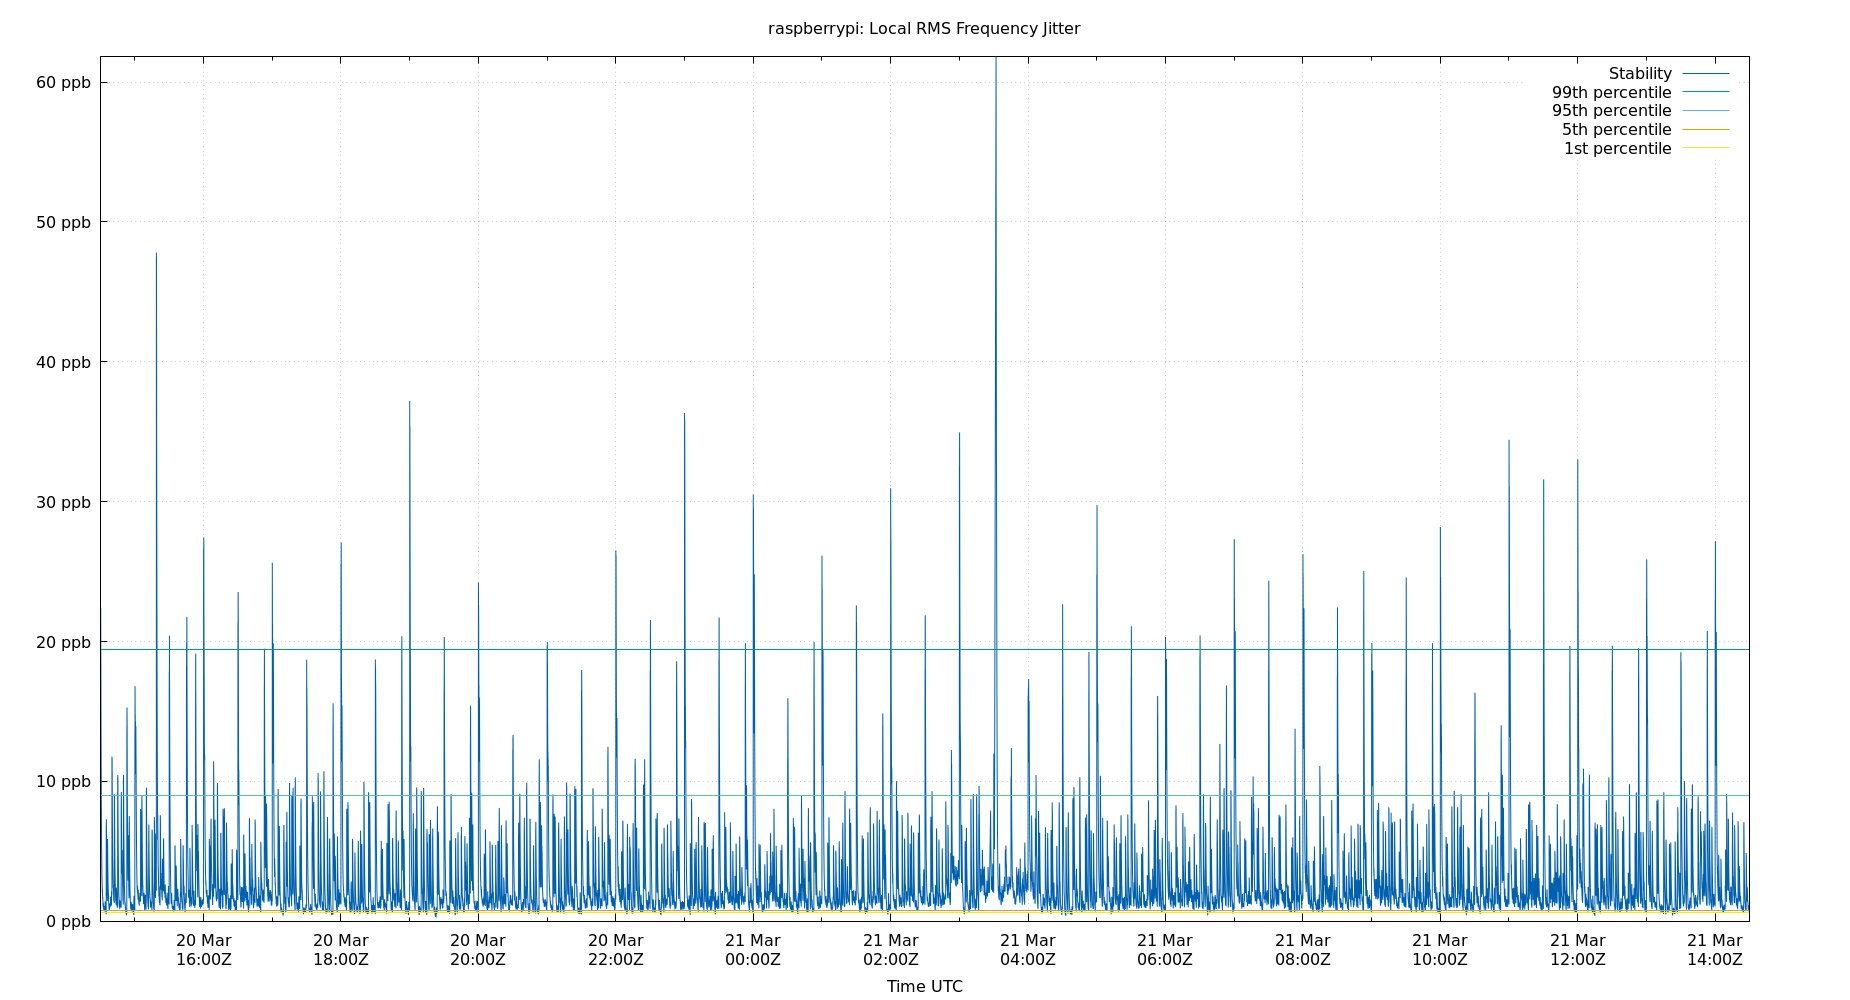 raspberrypi: Local RMS Frequency Jitter
60 ppb
50 ppb
40 ppb
30 ppb
20 ppb
10 ppb
0 ppb
Stability
99th percentile
95th percentile
5th percentile
1st percentile
20 Mar
16:00Z
20 Mar
18:00Z
20 Mar
20:00Z
20 Mar
22:00Z
21 Mar
00:00Z
21 Mar
02:00Z
21 Mar
04:00Z
21 Mar
06:00Z
21 Mar
08:00Z
21 Mar
10:00Z
21 Mar
12:00Z
21 Mar
14:00Z
Time UTC